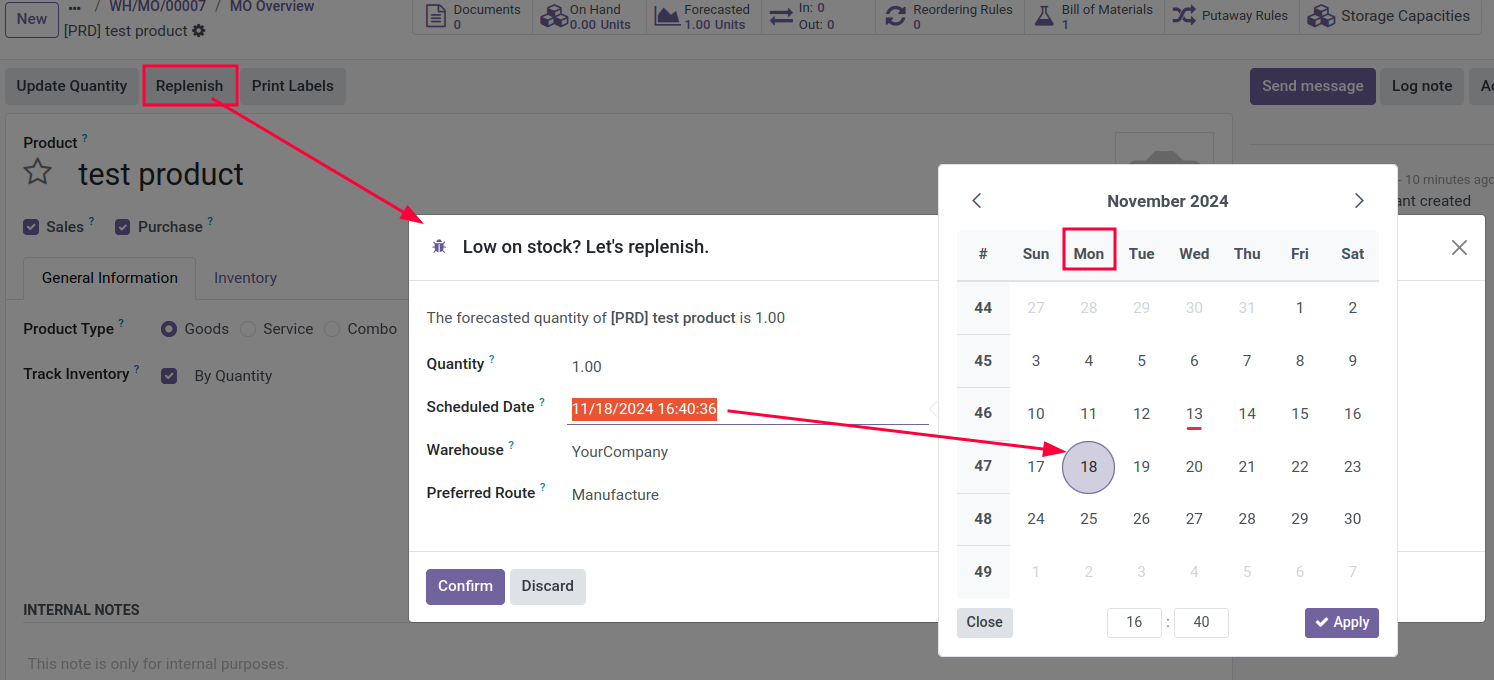 New
... / WH/MO/00007 / MO Overview
[PRD] test product
Documents
0
On Hand
0.00 Units
Forecasted
1.00 Units
In: 0
Out: 0
Reordering Rules
0
Bill of Materials
1
Putaway Rules
Storage Capacities
Update Quantity
Replenish
Print Labels
Send message
Log note
Product ?
test product
Sales ?
Purchase ?
General Information
Inventory
Product Type ?
Goods
Service
Combo
Track Inventory ?
By Quantity
INTERNAL NOTES
This note is only for internal purposes.
- 10 minutes ago
created
Low on stock? Let's replenish.
The forecasted quantity of [PRD] test product is 1.00
Quantity ? 1.00
Scheduled Date ? 11/18/2024 16:40:36
Warehouse ? YourCompany
Preferred Route ? Manufacture
Confirm
Discard
November 2024
# Sun Mon Tue Wed Thu Fri Sat
44 27 28 29 30 31 1 2
45 3 4 5 6 7 8 9
46 10 11 12 13 14 15 16
47 17 18 19 20 21 22 23
48 24 25 26 27 28 29 30
49 1 2 3 4 5 6 7
Close
16 : 40
Apply